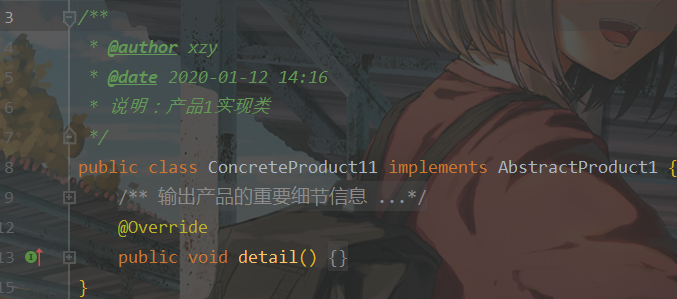 3 /**
4 * @author xzy
5 * @date 2020-01-12 14:16
6 * 说明：产品1实现类
7 */
8 public class ConcreteProduct11 implements AbstractProduct1 {
9 /** 输出产品的重要细节信息 ...*/
12 @Override
13 public void detail() {}
15 }